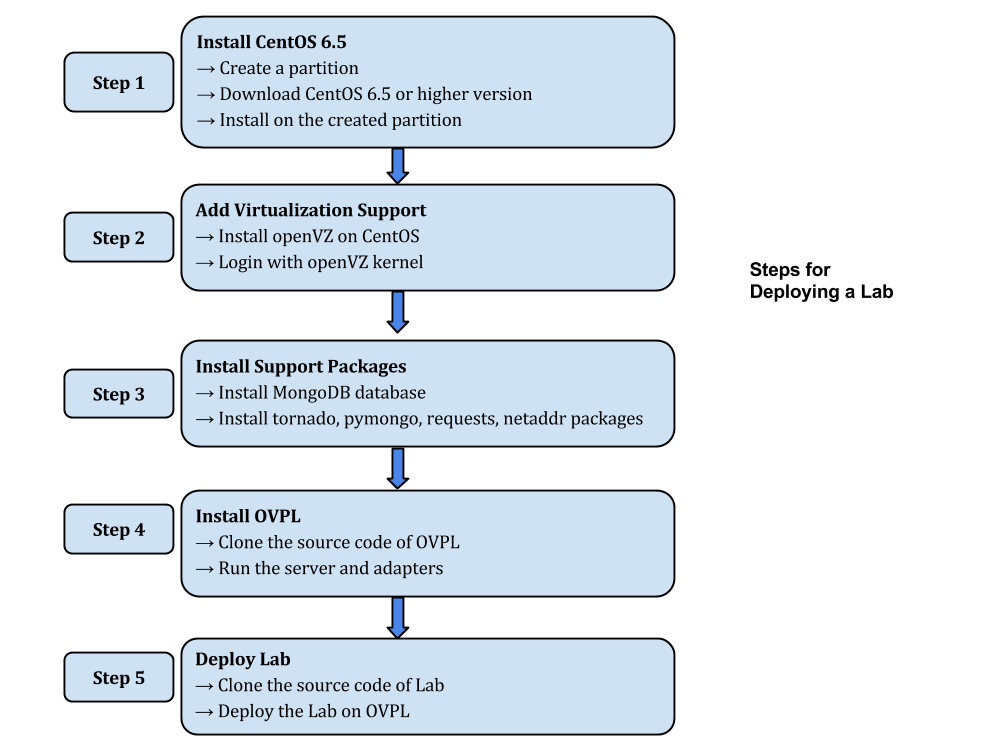 Step 1
Install CentOS 6.5
→ Create a partition
→ Download CentOS 6.5 or higher version
→ Install on the created partition
Step 2
Add Virtualization Support
→ Install openVZ on CentOS
→ Login with openVZ kernel
Steps for
Deploying a Lab
Step 3
Install Support Packages
→ Install MongoDB database
→ Install tornado, pymongo, requests, netaddr packages
Step 4
Install OVPL
→ Clone the source code of OVPL
→ Run the server and adapters
Step 5
Deploy Lab
→ Clone the source code of Lab
→ Deploy the Lab on OVPL